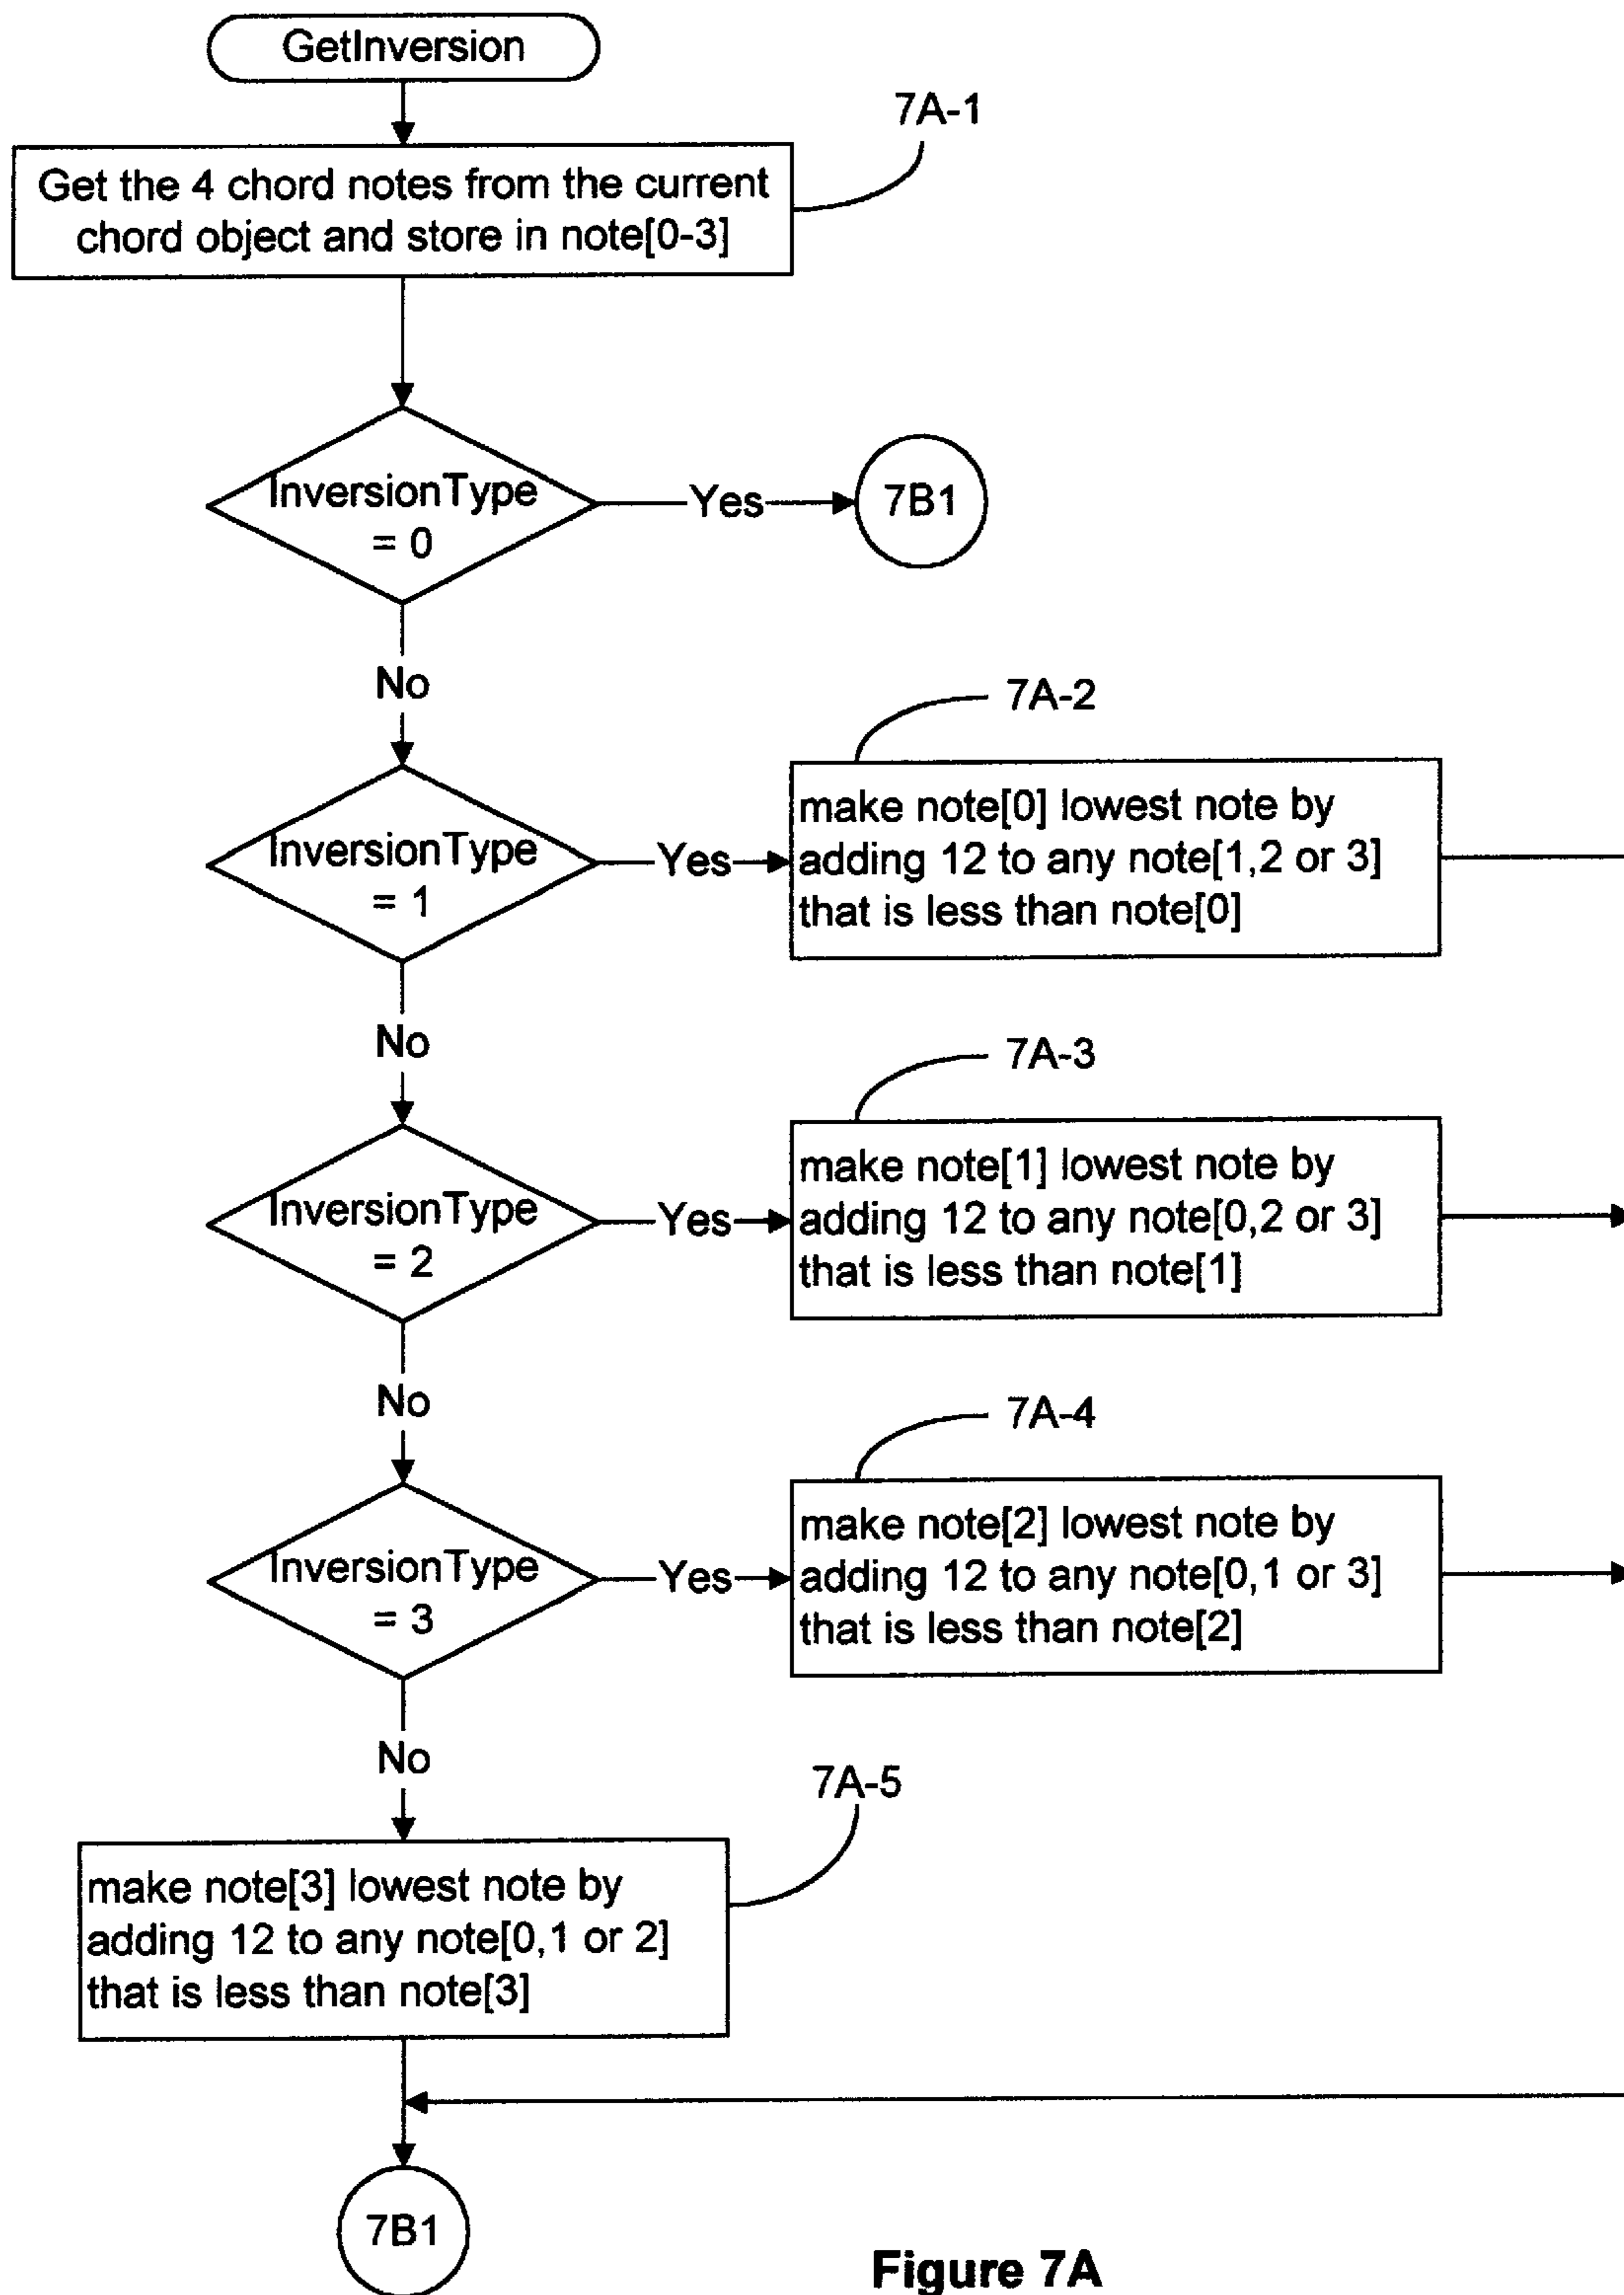 GetInversion
7A-1
Get the 4 chord notes from the current
chord object and store in note[0-3]
InversionType
= 0
Yes
7B1
No
7A-2
InversionType
= 1
Yes
make note[0] lowest note by
adding 12 to any note[1,2 or 3]
that is less than note[0]
No
7A-3
InversionType
= 2
Yes
make note[1] lowest note by
adding 12 to any note[0,2 or 3]
that is less than note[1]
No
7A-4
InversionType
= 3
Yes
make note[2] lowest note by
adding 12 to any note[0,1 or 3]
that is less than note[2]
No
7A-5
make note[3] lowest note by
adding 12 to any note[0,1 or 2]
that is less than note[3]
7B1
Figure 7A